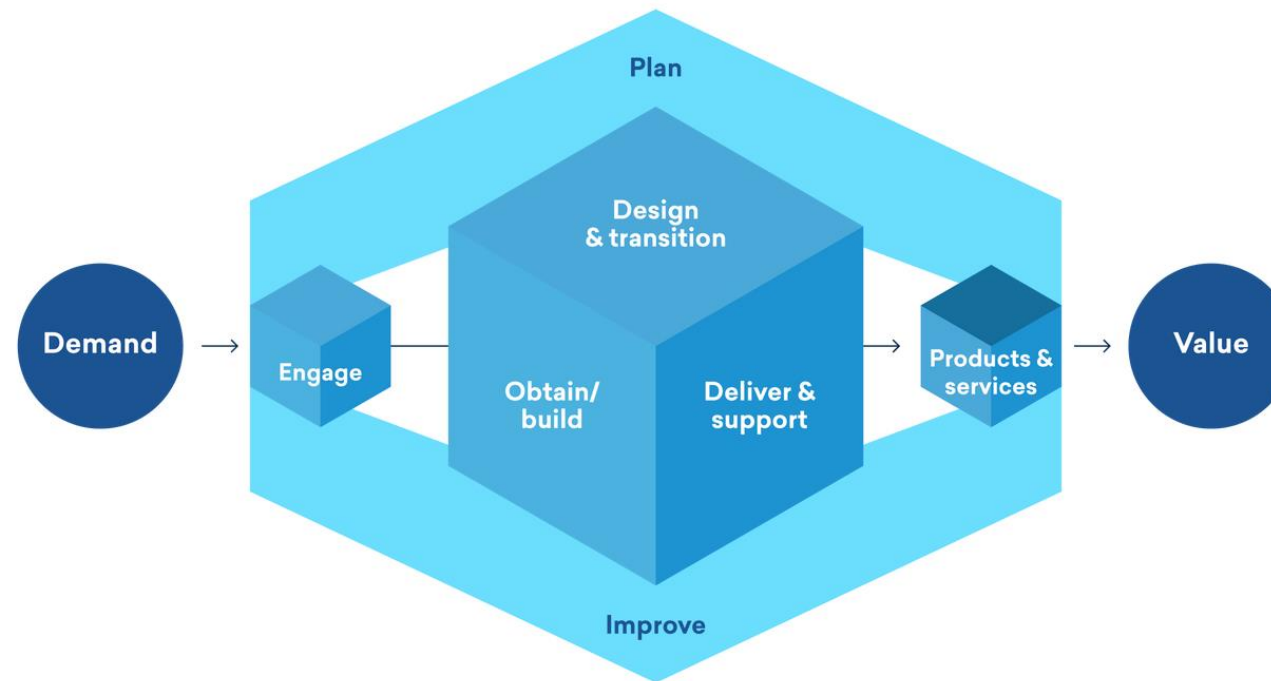 Plan
Design
& transition
Demand
Engage
Obtain/
build
Deliver &
support
Products &
services
Value
Improve